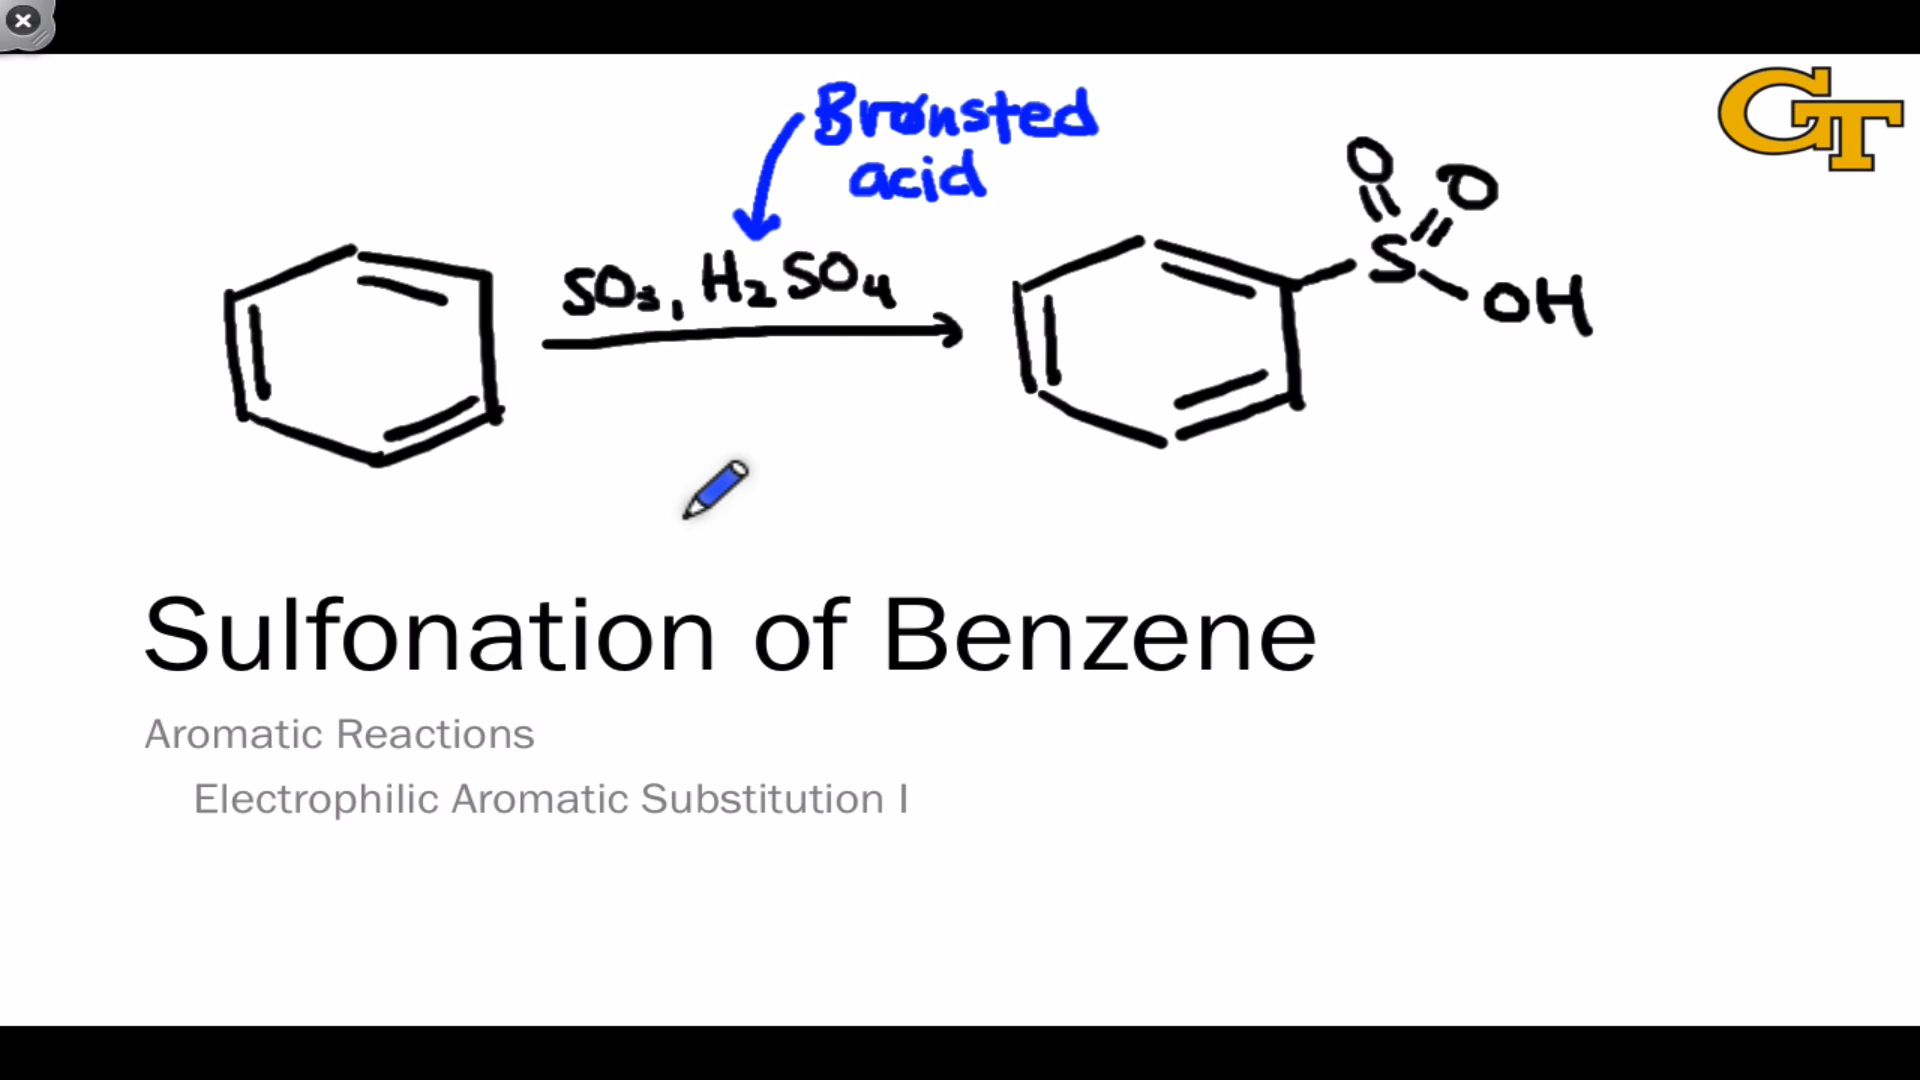 Brønsted
acid
SO₃, H₂SO₄
O
O
S
OH
GT
Sulfonation of Benzene
Aromatic Reactions
Electrophilic Aromatic Substitution I